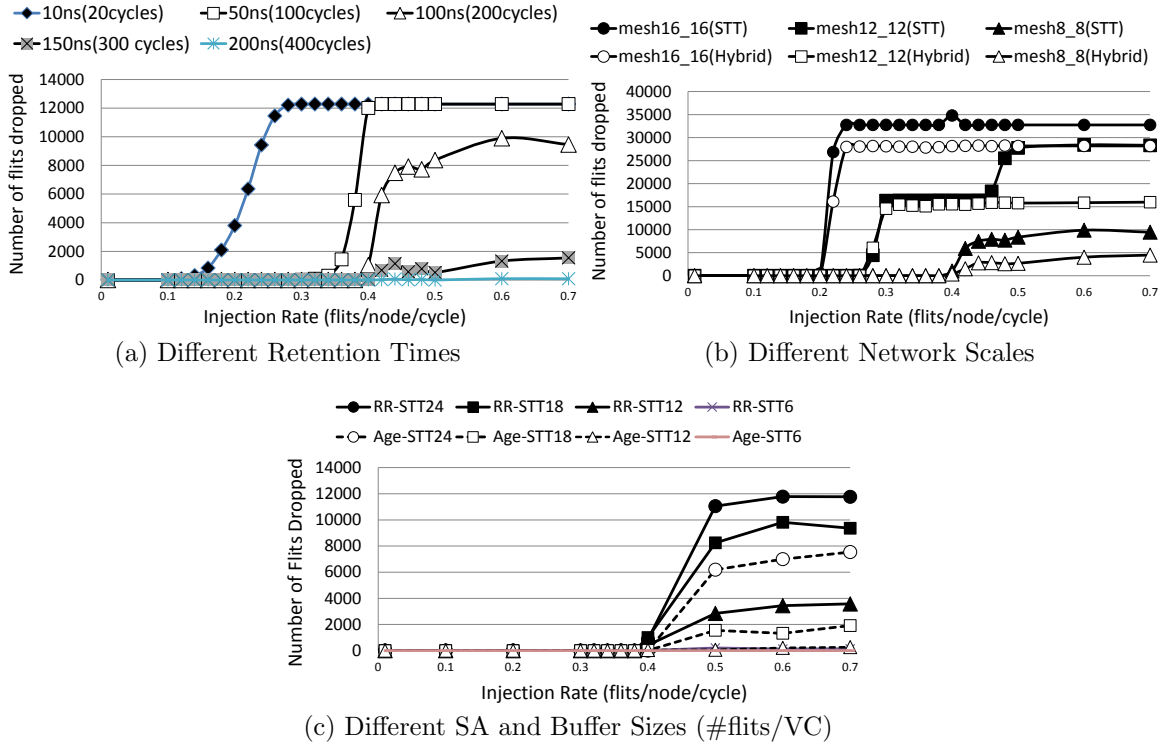 10ns(20cycles) 50ns(100cycles) 100ns(200cycles)
150ns(300 cycles) 200ns(400cycles)
Number of flits dropped
14000
12000
10000
8000
6000
4000
2000
0
0 0.1 0.2 0.3 0.4 0.5 0.6 0.7
Injection Rate (flits/node/cycle)
(a) Different Retention Times
mesh16_16(STT) mesh12_12(STT) mesh8_8(STT)
mesh16_16(Hybrid) mesh12_12(Hybrid) mesh8_8(Hybrid)
Number of flits dropped
40000
35000
30000
25000
20000
15000
10000
5000
0
0 0.1 0.2 0.3 0.4 0.5 0.6 0.7
Injection Rate (flits/node/cycle)
(b) Different Network Scales
RR-STT24 RR-STT18 RR-STT12 RR-STT6
Age-STT24 Age-STT18 Age-STT12 Age-STT6
Number of Flits Dropped
14000
12000
10000
8000
6000
4000
2000
0
0 0.1 0.2 0.3 0.4 0.5 0.6 0.7
Injection Rate (flits/node/cycle)
(c) Different SA and Buffer Sizes (#flits/VC)